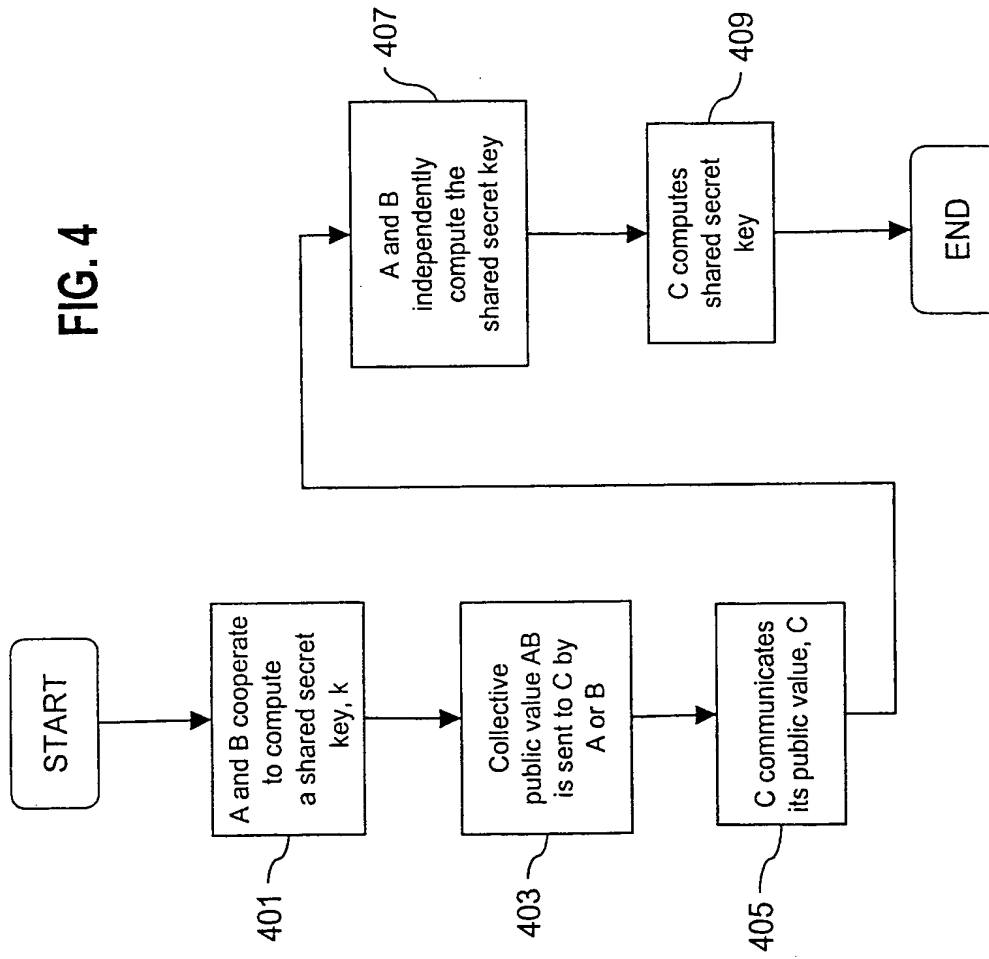 FIG. 4
START
A and B cooperate
to compute
a shared secret
key, k
401
Collective
public value AB
is sent to C by
A or B
403
C communicates
its public value, C
405
A and B
independently
compute the
shared secret key
407
C computes
shared secret
key
409
END